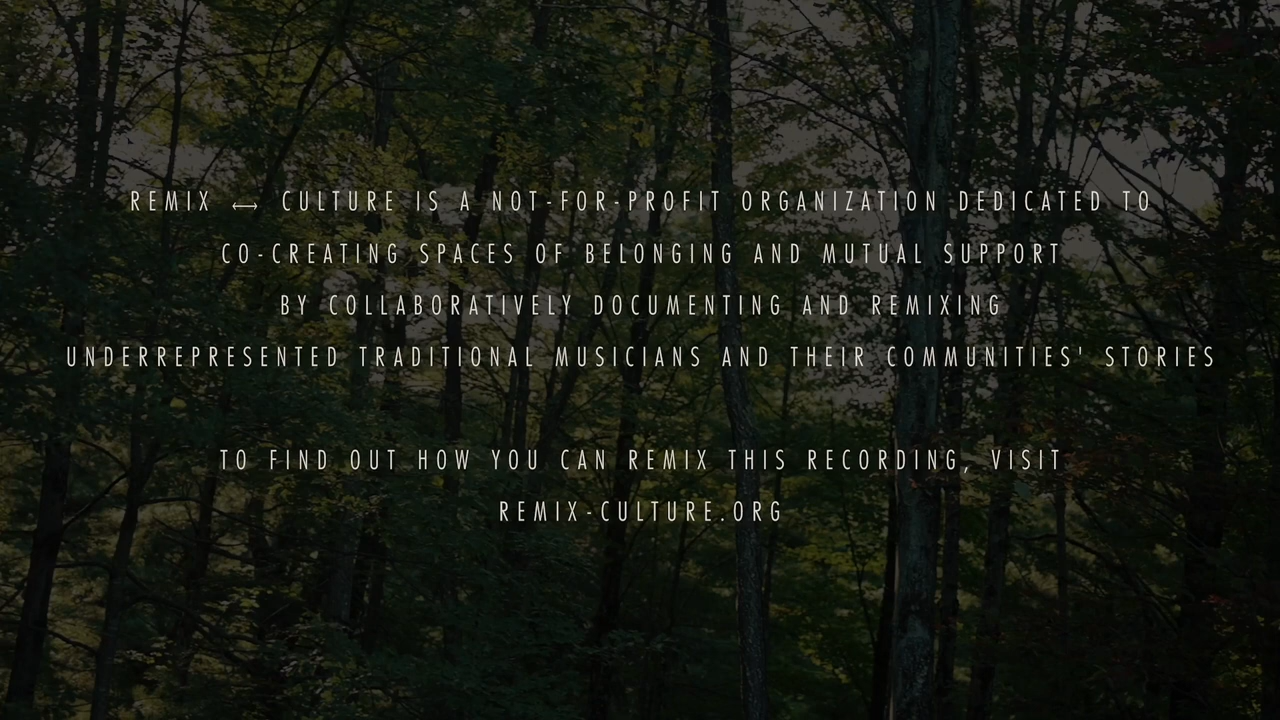 REMIX ⟷ CULTURE IS A NOT-FOR-PROFIT ORGANIZATION DEDICATED TO
CO-CREATING SPACES OF BELONGING AND MUTUAL SUPPORT
BY COLLABORATIVELY DOCUMENTING AND REMIXING
UNDERREPRESENTED TRADITIONAL MUSICIANS AND THEIR COMMUNITIES' STORIES
TO FIND OUT HOW YOU CAN REMIX THIS RECORDING, VISIT
REMIX-CULTURE.ORG